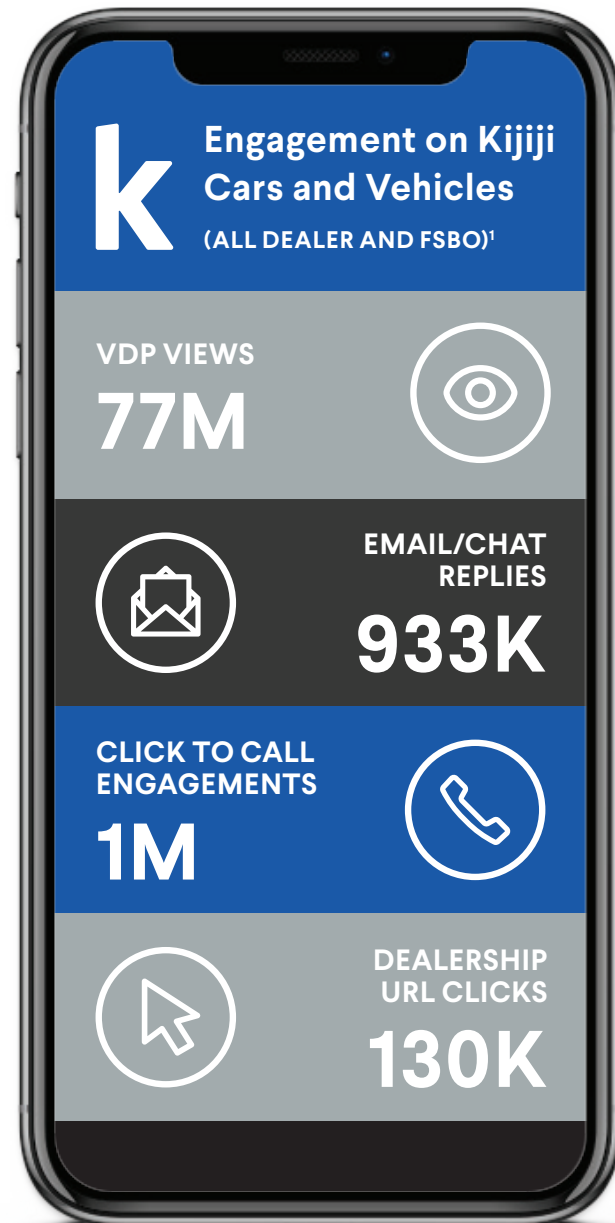 k
Engagement on Kijiji
Cars and Vehicles
(ALL DEALER AND FSBO)¹
VDP VIEWS
77M
EMAIL/CHAT
REPLIES
933K
CLICK TO CALL
ENGAGEMENTS
1M
DEALERSHIP
URL CLICKS
130K